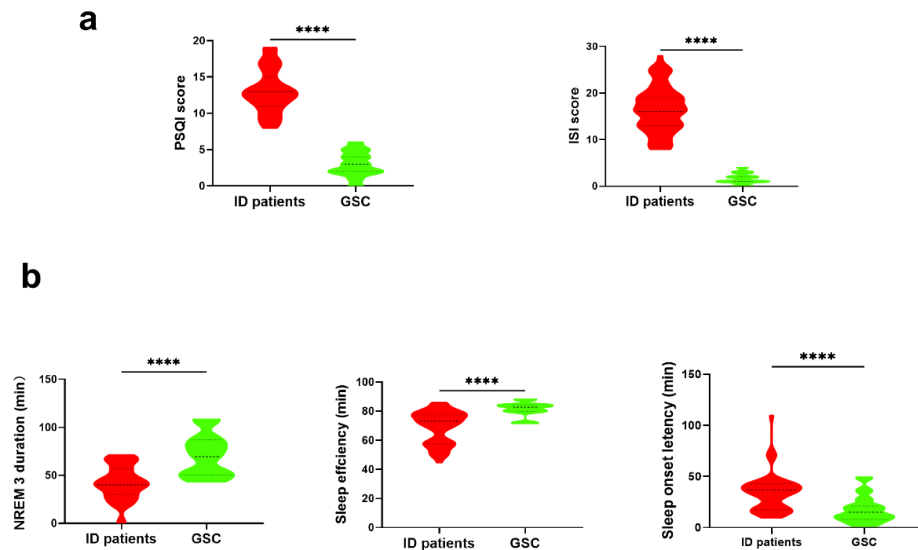 a
****
PSQI score
20
15
10
5
0
ID patients
GSC
****
ISI score
30
20
10
0
ID patients
GSC
b
****
NREM 3 duration (min)
150
100
50
0
ID patients
GSC
****
Sleep effciency (min)
100
80
60
40
20
0
ID patients
GSC
****
Sleep onset letency (min)
150
100
50
0
ID patients
GSC